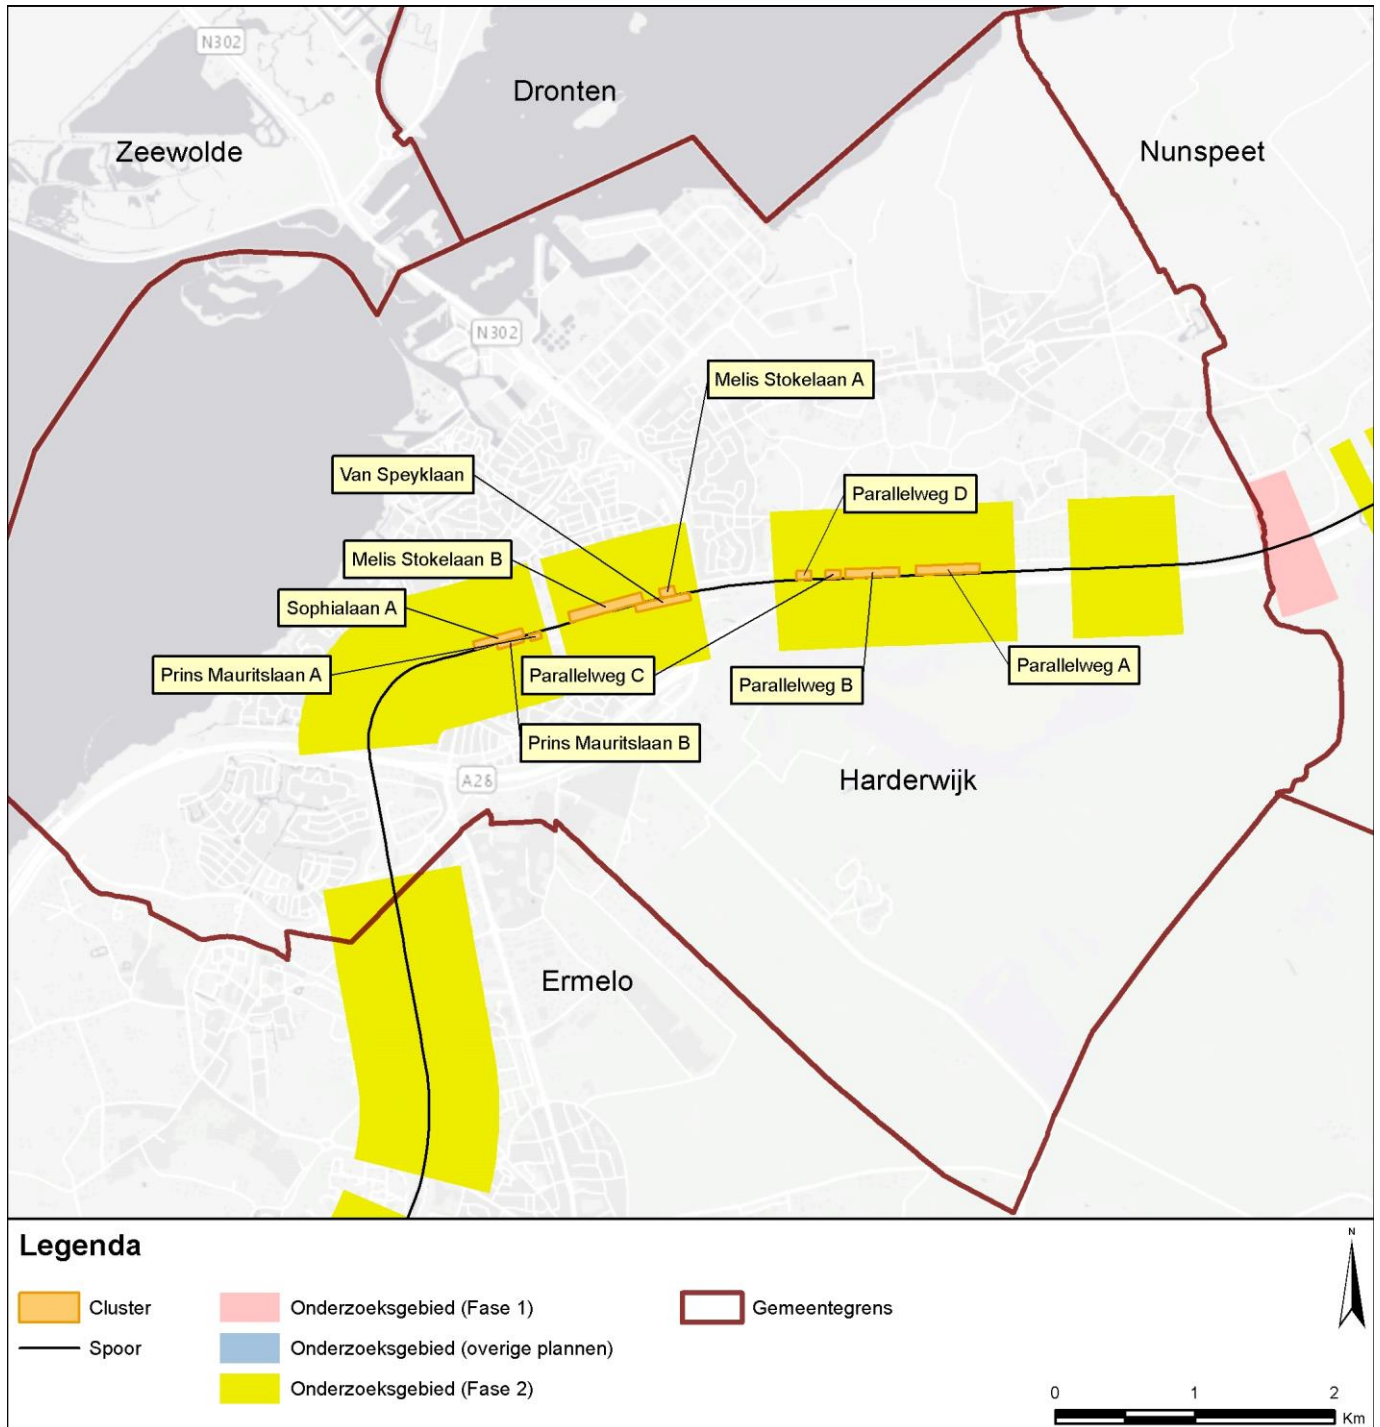 N302
Dronten
Zeewolde
Nunspeet
N302
Melis Stokelaan A
Van Speyklaan
Parallelweg D
Melis Stokelaan B
Sophialaan A
Prins Mauritslaan A
Parallelweg C
Parallelweg B
Parallelweg A
Prins Mauritslaan B
A28
Harderwijk
Ermelo
Legenda
N
Cluster
Onderzoeksgebied (Fase 1)
Gemeentegrens
Spoor
Onderzoeksgebied (overige plannen)
Onderzoeksgebied (Fase 2)
0 1 2
Km